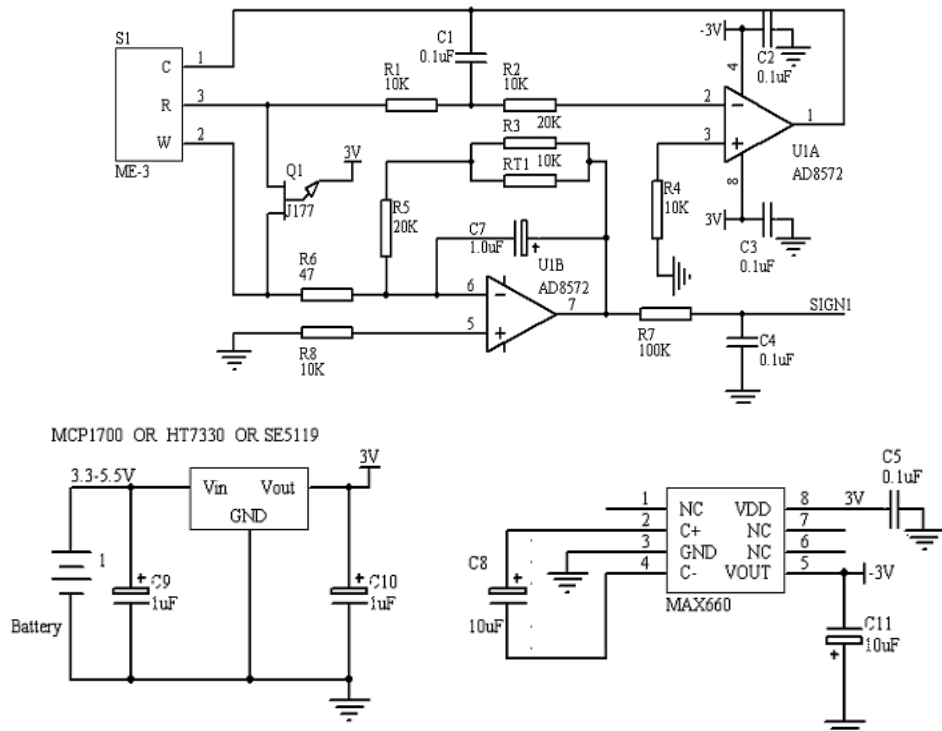 S1
C 1
R 3
W 2
ME-3
C1
0.1uF
R1
10K
R2
10K
20K
R3
10K
RT1
Q1
J177
3V
R5
20K
C7
1.0uF
+
R6
47
R8
10K
U1B
AD8572
6
5
7
−
+
R7
100K
C4
0.1uF
SIGN1
-3V
C2
0.1uF
4
2
3
1
−
+
U1A
AD8572
R4
10K
8
3V
C3
0.1uF
MCP1700 OR HT7330 OR SE5119
3.3-5.5V
Vin Vout
GND
3V
1
Battery
+
C9
1uF
+
C10
1uF
C8
+
10uF
1 NC VDD 8 3V
2 C+ NC 7
3 GND NC 6
4 C- VOUT 5
MAX660
C5
0.1uF
-3V
C11
10uF
+